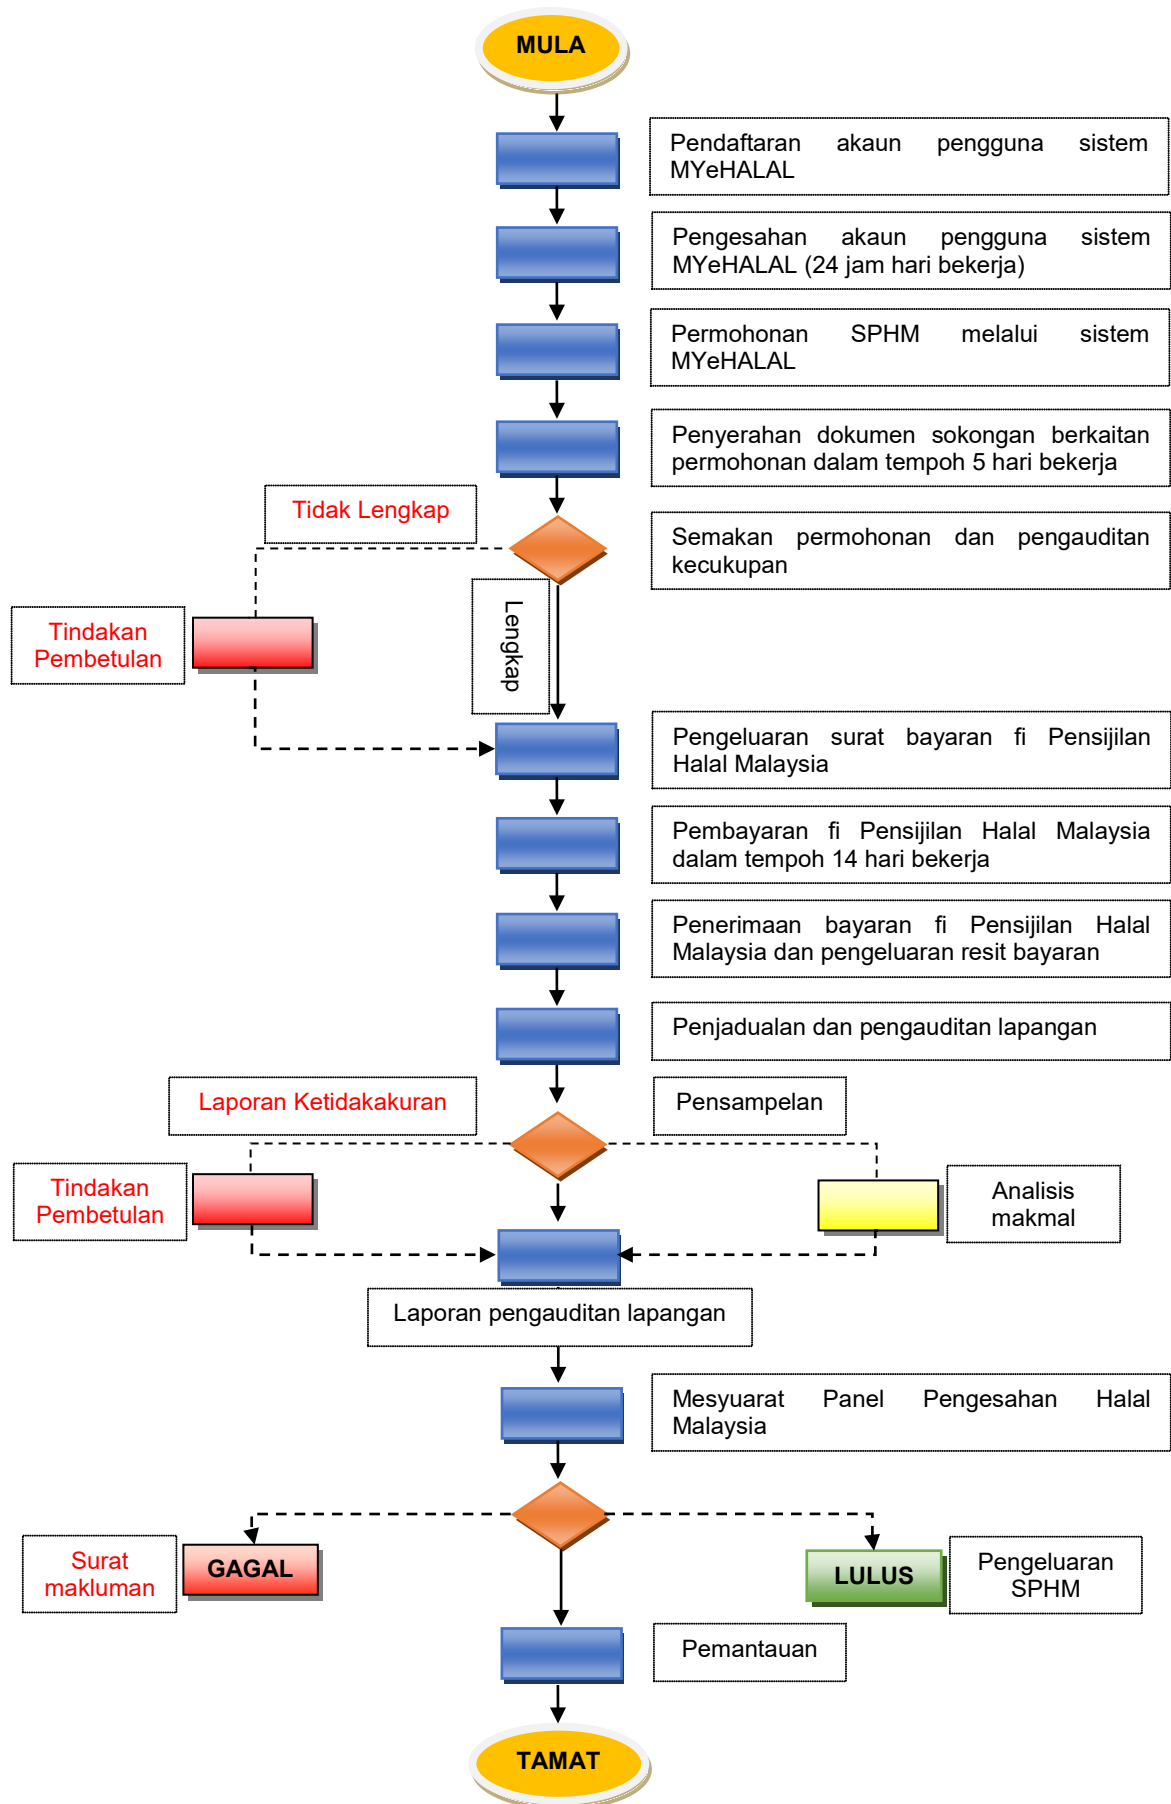 MULA
Pendaftaran akaun pengguna sistem
MYeHALAL
Pengesahan akaun pengguna sistem
MYeHALAL (24 jam hari bekerja)
Permohonan SPHM melalui sistem
MYeHALAL
Penyerahan dokumen sokongan berkaitan
permohonan dalam tempoh 5 hari bekerja
Tidak Lengkap
Semakan permohonan dan pengauditan
kecukupan
Tindakan
Pembetulan
Lengkap
Pengeluaran surat bayaran fi Pensijilan
Halal Malaysia
Pembayaran fi Pensijilan Halal Malaysia
dalam tempoh 14 hari bekerja
Penerimaan bayaran fi Pensijilan Halal
Malaysia dan pengeluaran resit bayaran
Penjadualan dan pengauditan lapangan
Laporan Ketidakakuran
Pensampelan
Tindakan
Pembetulan
Analisis
makmal
Laporan pengauditan lapangan
Mesyuarat Panel Pengesahan Halal
Malaysia
Surat
makluman
GAGAL
LULUS
Pengeluaran
SPHM
Pemantauan
TAMAT